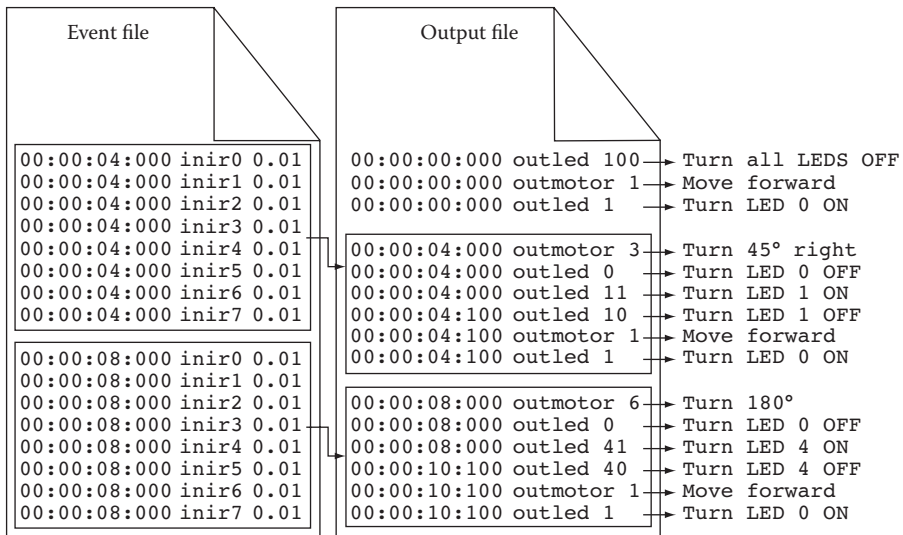 Event file
00:00:04:000 inir0 0.01
00:00:04:000 inir1 0.01
00:00:04:000 inir2 0.01
00:00:04:000 inir3 0.01
00:00:04:000 inir4 0.01
00:00:04:000 inir5 0.01
00:00:04:000 inir6 0.01
00:00:04:000 inir7 0.01
00:00:08:000 inir0 0.01
00:00:08:000 inir1 0.01
00:00:08:000 inir2 0.01
00:00:08:000 inir3 0.01
00:00:08:000 inir4 0.01
00:00:08:000 inir5 0.01
00:00:08:000 inir6 0.01
00:00:08:000 inir7 0.01
Output file
00:00:00:000 outled 100 Turn all LEDS OFF
00:00:00:000 outmotor 1 Move forward
00:00:00:000 outled 1 Turn LED 0 ON
00:00:04:000 outmotor 3 Turn 45° right
00:00:04:000 outled 0 Turn LED 0 OFF
00:00:04:000 outled 11 Turn LED 1 ON
00:00:04:100 outled 10 Turn LED 1 OFF
00:00:04:100 outmotor 1 Move forward
00:00:04:100 outled 1 Turn LED 0 ON
00:00:08:000 outmotor 6 Turn 180°
00:00:08:000 outled 0 Turn LED 0 OFF
00:00:08:000 outled 41 Turn LED 4 ON
00:00:10:100 outled 40 Turn LED 4 OFF
00:00:10:100 outmotor 1 Move forward
00:00:10:100 outled 1 Turn LED 0 ON